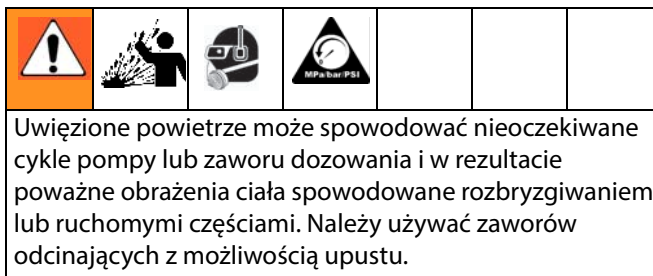 MPa/bar/PSI
Uwięzione powietrze może spowodować nieoczekiwane
cykle pompy lub zaworu dozowania i w rezultacie
poważne obrażenia ciała spowodowane rozbryzgiwaniem
lub ruchomymi częściami. Należy używać zaworów
odcinających z możliwością upustu.